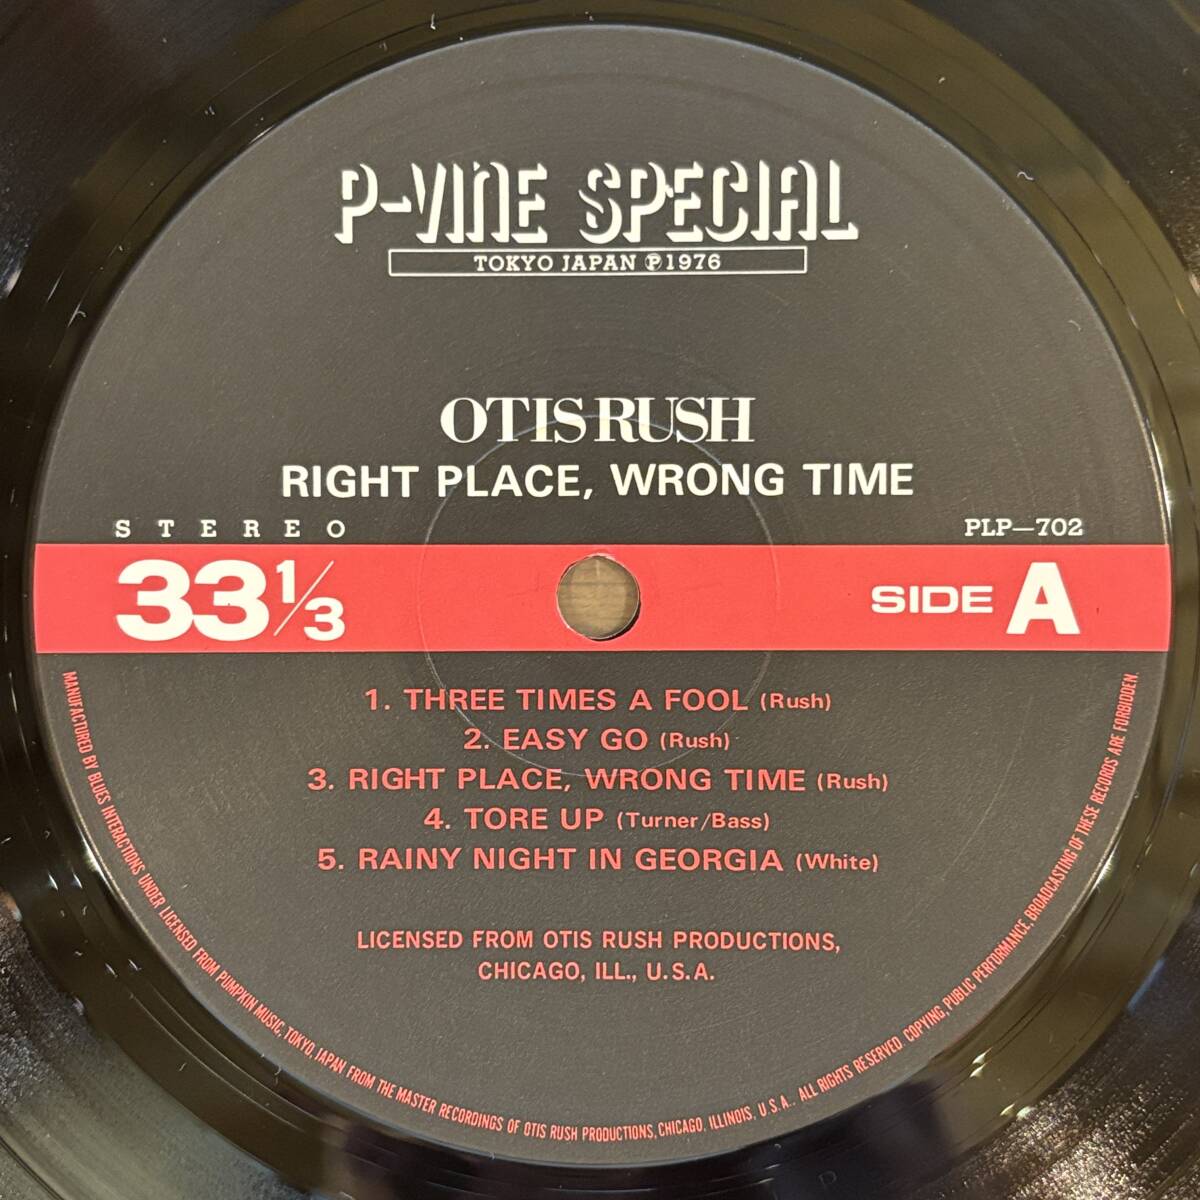 P-VINE SPECIAL
TOKYO JAPAN ℗1976
OTIS RUSH
RIGHT PLACE, WRONG TIME
STEREO
PLP—702
33 1/3
SIDE A
1. THREE TIMES A FOOL (Rush)
2. EASY GO (Rush)
3. RIGHT PLACE, WRONG TIME (Rush)
4. TORE UP (Turner/Bass)
5. RAINY NIGHT IN GEORGIA (White)
LICENSED FROM OTIS RUSH PRODUCTIONS,
CHICAGO, ILL., U.S.A.
MANUFACTURED BY BLUES INTERACTIONS UNDER LICENSED FROM PUMPKIN MUSIC, TOKYO, JAPAN FROM THE MASTER RECORDINGS OF OTIS RUSH PRODUCTIONS, CHICAGO, ILLINOIS, U.S.A.. ALL RIGHTS RESERVED. COPYING, PUBLIC PERFORMANCE, BROADCASTING OF THESE RECORDS ARE FORBIDDEN.